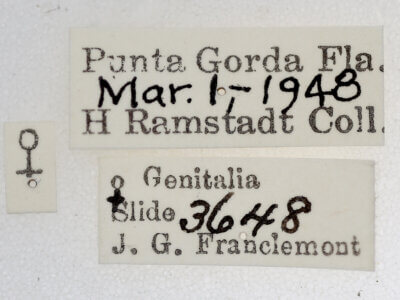 Punta Gorda Fla.
Mar. 1,-1948
H Ramstadt Coll.
♀
♀ Genitalia
Slide 3648
J. G. Franclemont